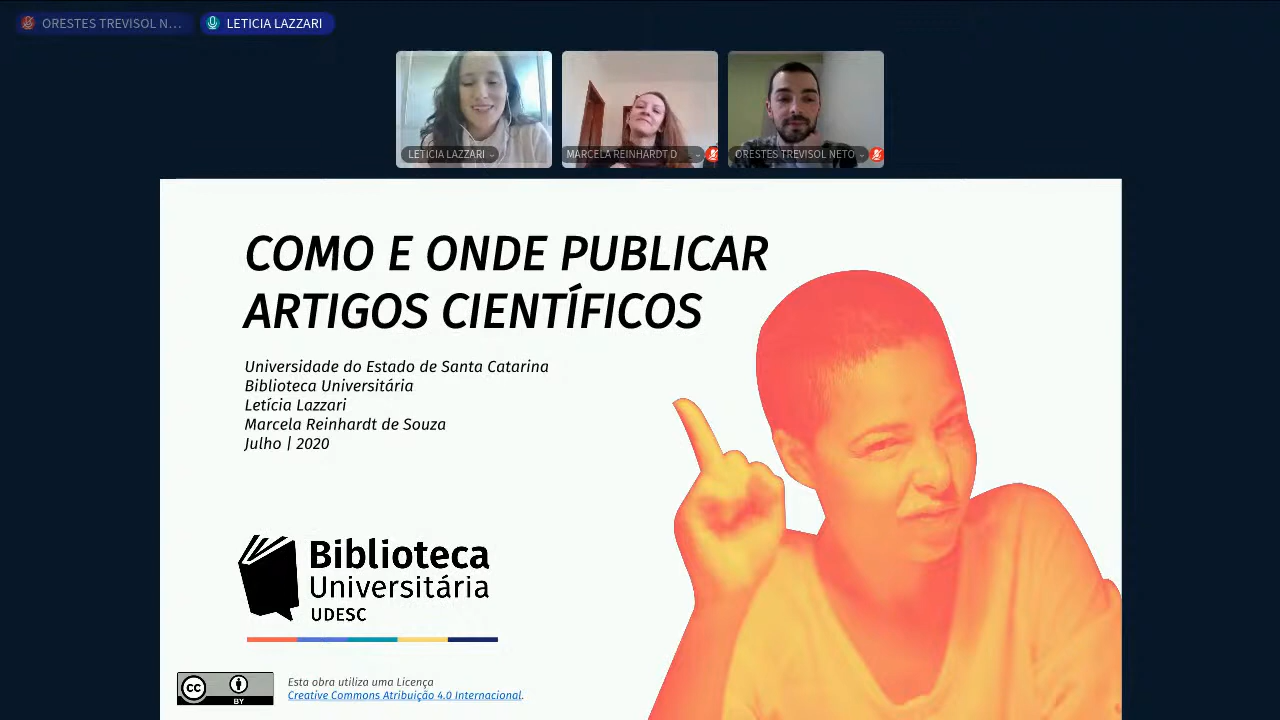 ORESTES TREVISOL N...
LETICIA LAZZARI
LETICIA LAZZARI
MARCELA REINHARDT D
ORESTES TREVISOL NETO
COMO E ONDE PUBLICAR
ARTIGOS CIENTÍFICOS
Universidade do Estado de Santa Catarina
Biblioteca Universitária
Letícia Lazzari
Marcela Reinhardt de Souza
Julho | 2020
Biblioteca
Universitária
UDESC
CC
BY
Esta obra utiliza uma Licença
Creative Commons Atribuição 4.0 Internacional.